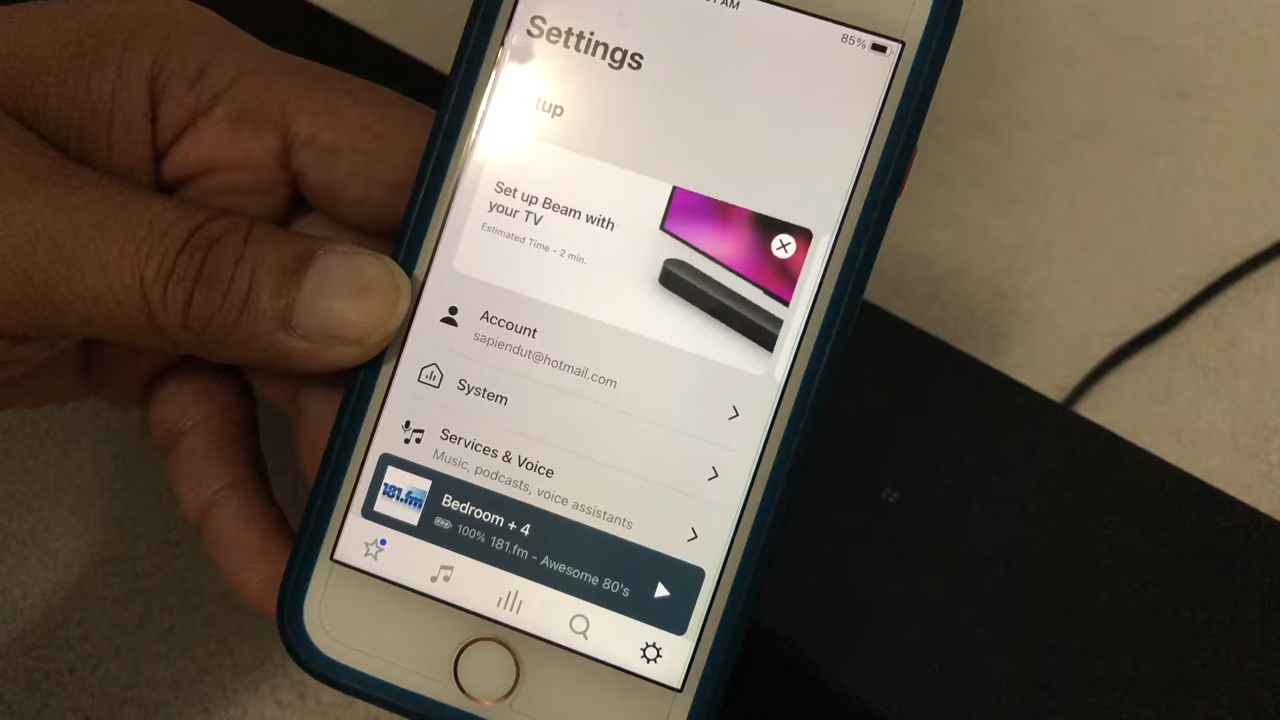 AM
85%
Settings
tup
Set up Beam with
your TV
Estimated Time - 2 min.
Account
sapiendut@hotmail.com
System
Services & Voice
Music, podcasts, voice assistants
181.fm
Bedroom + 4
100% 181.fm - Awesome 80's